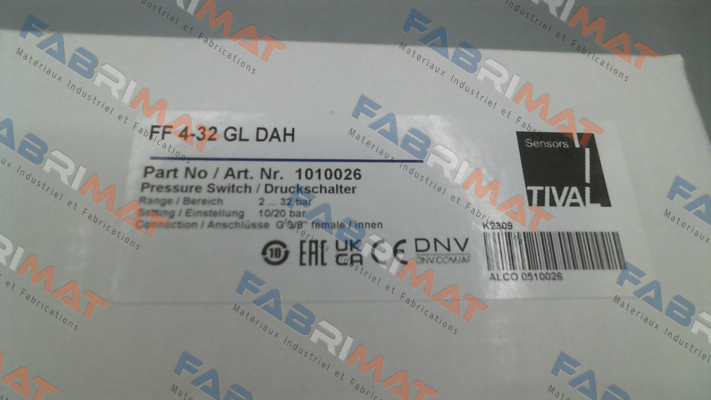 FF 4-32 GL DAH
Part No / Art. Nr. 1010026
Pressure Switch / Druckschalter
Range / Bereich 2 ... 32 bar
Setting / Einstellung 10/20 bar
Connection / Anschlüsse G 3/8" female / innen
10 EAC UK CA CE DNV
DNV.COM/AF
Sensors
TIVAL
K2309
ALCO 0510026
FABRIMAT
Materiaux Industriel et Fabrications